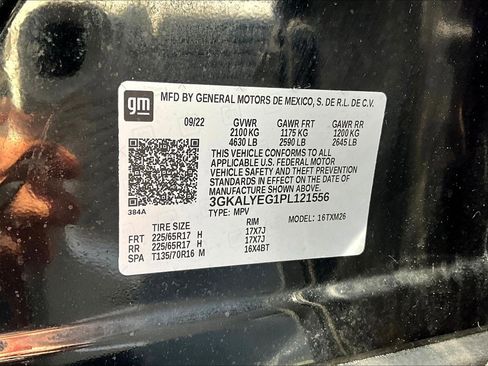 gm
MFD BY GENERAL MOTORS DE MEXICO, S. DE R.L. DE C.V.
09/22 GVWR GAWR FRT GAWR RR
2100 KG 1175 KG 1200 KG
4630 LB 2590 LB 2645 LB
THIS VEHICLE CONFORMS TO ALL
APPLICABLE U.S. FEDERAL MOTOR
VEHICLE SAFETY AND THEFT PREVENTION
STANDARDS IN EFFECT ON THE DATE OF
MANUFACTURE SHOWN ABOVE.
3GKALYEG1PL121556
384A TYPE: MPV MODEL: 16TXM26
TIRE SIZE RIM
FRT 225/65R17 H 17X7J
RR 225/65R17 H 17X7J
SPA T135/70R16 M 16X4BT